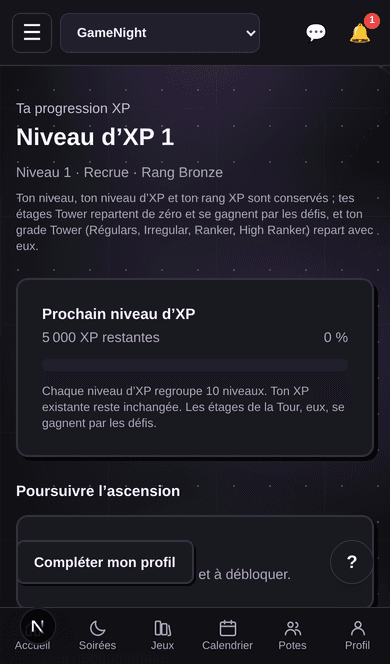 GameNight
1
Ta progression XP
Niveau d’XP 1
Niveau 1 · Recrue · Rang Bronze
Ton niveau, ton niveau d’XP et ton rang XP sont conservés ; tes
étages Tower repartent de zéro et se gagnent par les défis, et ton
grade Tower (Régulars, Irregular, Ranker, High Ranker) repart avec
eux.
Prochain niveau d’XP
5 000 XP restantes 0 %
Chaque niveau d’XP regroupe 10 niveaux. Ton XP
existante reste inchangée. Les étages de la Tour, eux, se
gagnent par les défis.
Poursuivre l’ascension
Compléter mon profil
et à débloquer.
?
N
Accueil Soirées Jeux Calendrier Potes Profil